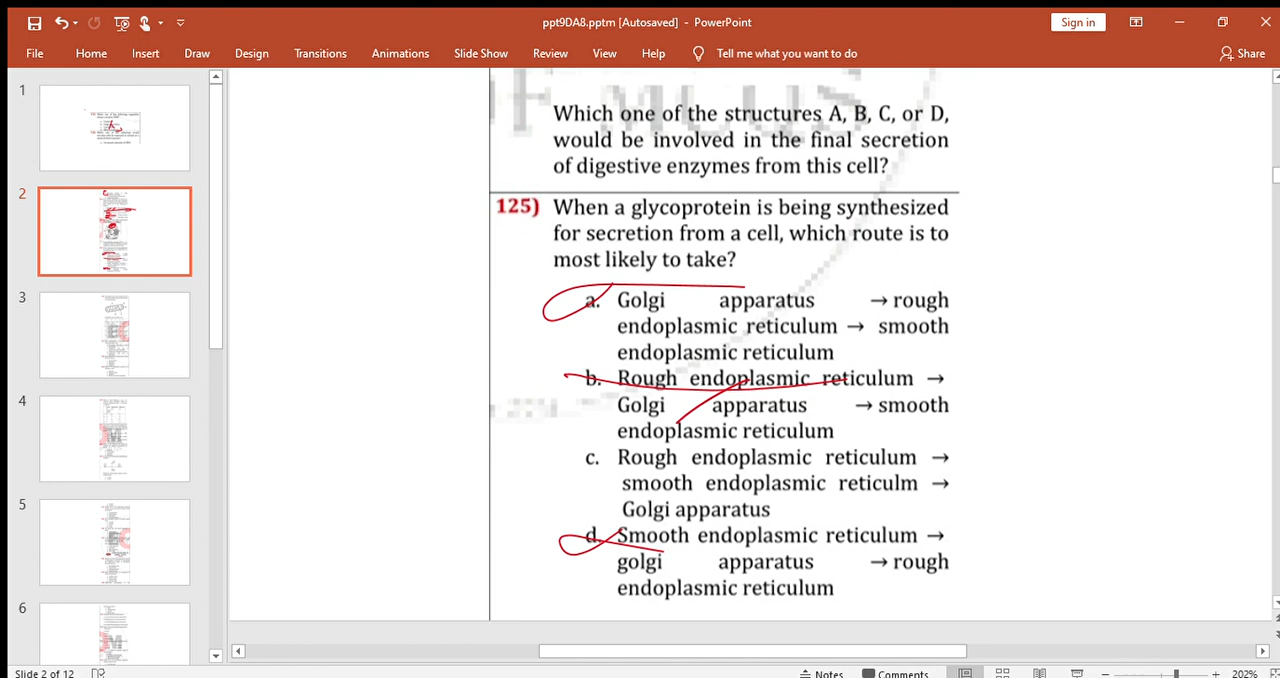 ppt9DA8.pptm [Autosaved] - PowerPoint
Sign in
File Home Insert Draw Design Transitions Animations Slide Show Review View Help Tell me what you want to do Share
1
2
3
4
5
6
Which one of the structures A, B, C, or D,
would be involved in the final secretion
of digestive enzymes from this cell?
125) When a glycoprotein is being synthesized
for secretion from a cell, which route is to
most likely to take?
a. Golgi apparatus → rough
endoplasmic reticulum → smooth
endoplasmic reticulum
b. Rough endoplasmic reticulum →
Golgi apparatus → smooth
endoplasmic reticulum
c. Rough endoplasmic reticulum →
smooth endoplasmic reticulm →
Golgi apparatus
d. Smooth endoplasmic reticulum →
golgi apparatus → rough
endoplasmic reticulum
Slide 2 of 12 Notes Comments 202%